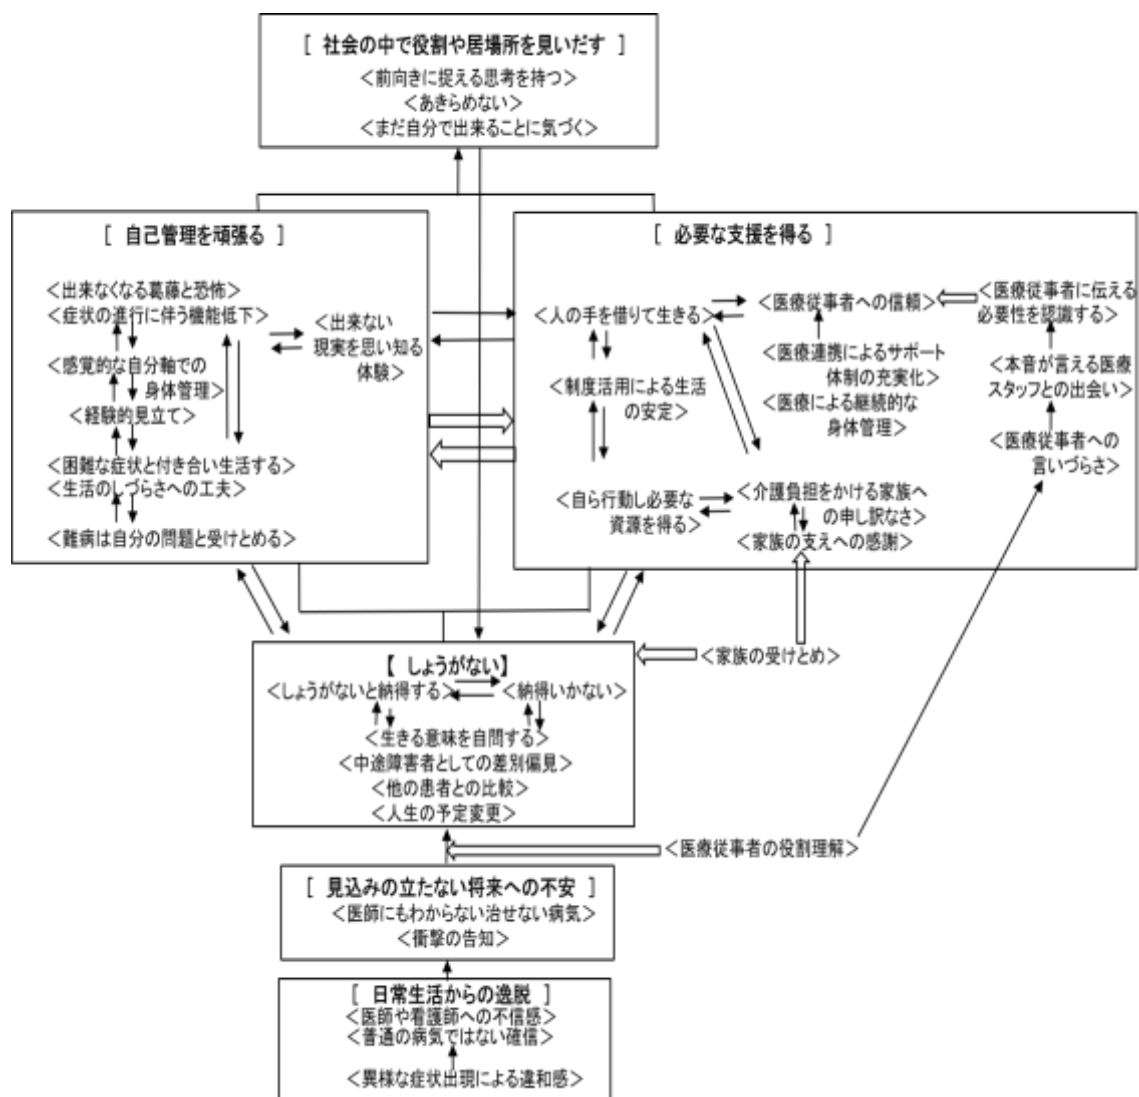 ［ 社会の中で役割や居場所を見いだす ］
＜前向きに捉える思考を持つ＞
＜あきらめない＞
＜まだ自分で出来ることに気づく＞
［ 自己管理を頑張る ］
＜出来なくなる葛藤と恐怖＞
＜症状の進行に伴う機能低下＞
＜出来ない
現実を思い知る
体験＞
＜感覚的な自分軸での
身体管理＞
＜経験的見立て＞
＜困難な症状と付き合い生活する＞
＜生活のしづらさへの工夫＞
＜難病は自分の問題と受けとめる＞
［ 必要な支援を得る ］
＜人の手を借りて生きる＞
＜医療従事者への信頼＞
＜医療従事者に伝える
必要性を認識する＞
＜制度活用による生活
の安定＞
＜医療連携によるサポート
体制の充実化＞
＜医療による継続的な
身体管理＞
＜本音が言える医療
スタッフとの出会い＞
＜医療従事者への
言いづらさ＞
＜自ら行動し必要な
資源を得る＞
＜介護負担をかける家族へ
の申し訳なさ＞
＜家族の支えへの感謝＞
【 しょうがない】
＜しょうがないと納得する＞
＜納得いかない＞
＜生きる意味を自問する＞
＜中途障害者としての差別偏見＞
＜他の患者との比較＞
＜人生の予定変更＞
＜家族の受けとめ＞
＜医療従事者の役割理解＞
［ 見込みの立たない将来への不安 ］
＜医師にもわからない治せない病気＞
＜衝撃の告知＞
［ 日常生活からの逸脱 ］
＜医師や看護師への不信感＞
＜普通の病気ではない確信＞
＜異様な症状出現による違和感＞